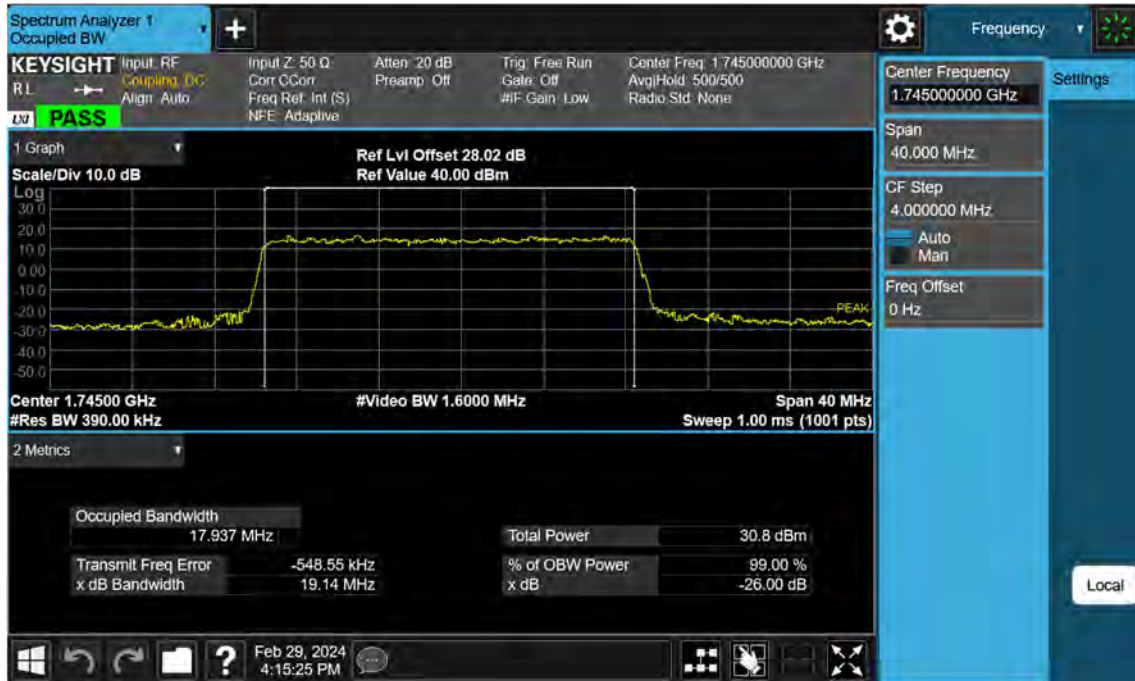 Spectrum Analyzer 1
Occupied BW
+
Frequency
KEYSIGHT
R L
LXI PASS
Input: RF
Coupling: DC
Align: Auto
Input Z: 50 Ω
Corr CCorr
Freq Ref: Int (S)
NFE: Adaptive
Atten: 20 dB
Preamp: Off
Trig: Free Run
Gate: Off
#IF Gain: Low
Center Freq: 1.745000000 GHz
Avg|Hold: 500/500
Radio Std: None
Center Frequency
1.745000000 GHz
Settings
Span
40.000 MHz
CF Step
4.000000 MHz
Auto
Man
Freq Offset
0 Hz
Local
1 Graph
Scale/Div 10.0 dB
Ref Lvl Offset 28.02 dB
Ref Value 40.00 dBm
Log
30.0
20.0
10.0
0.00
-10.0
-20.0
-30.0
-40.0
-50.0
PEAK
Center 1.74500 GHz
#Video BW 1.6000 MHz
Span 40 MHz
#Res BW 390.00 kHz
Sweep 1.00 ms (1001 pts)
2 Metrics
Occupied Bandwidth
17.937 MHz
Total Power 30.8 dBm
Transmit Freq Error -548.55 kHz
% of OBW Power 99.00 %
x dB Bandwidth 19.14 MHz
x dB -26.00 dB
?
Feb 29, 2024
4:15:25 PM